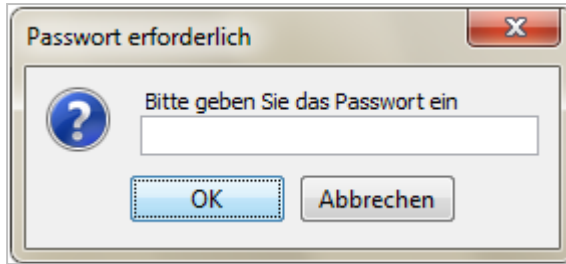 Passwort erforderlich
Bitte geben Sie das Passwort ein
OK
Abbrechen